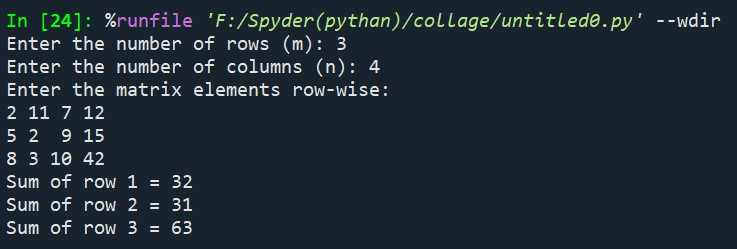 In [24]: %runfile 'F:/Spyder(pythan)/collage/untitled0.py' --wdir
Enter the number of rows (m): 3
Enter the number of columns (n): 4
Enter the matrix elements row-wise:
2 11 7 12
5 2  9 15
8 3 10 42
Sum of row 1 = 32
Sum of row 2 = 31
Sum of row 3 = 63